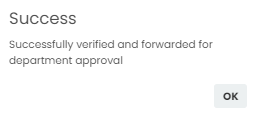 Success
Successfully verified and forwarded for
department approval
OK